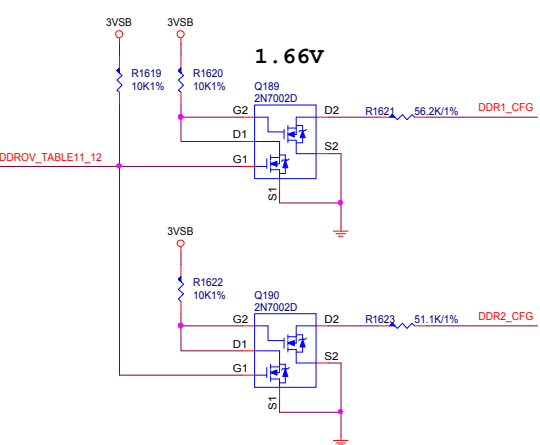 3VSB 3VSB
1.66V
R1619
10K1%
R1620
10K1%
Q189
2N7002D
G2 D2 R1621 56.2K/1% DDR1_CFG
D1
DDROV_TABLE11_12 G1 S2
S1
3VSB
R1622
10K1%
Q190
2N7002D
G2 D2 R1623 51.1K/1% DDR2_CFG
D1
G1 S2
S1